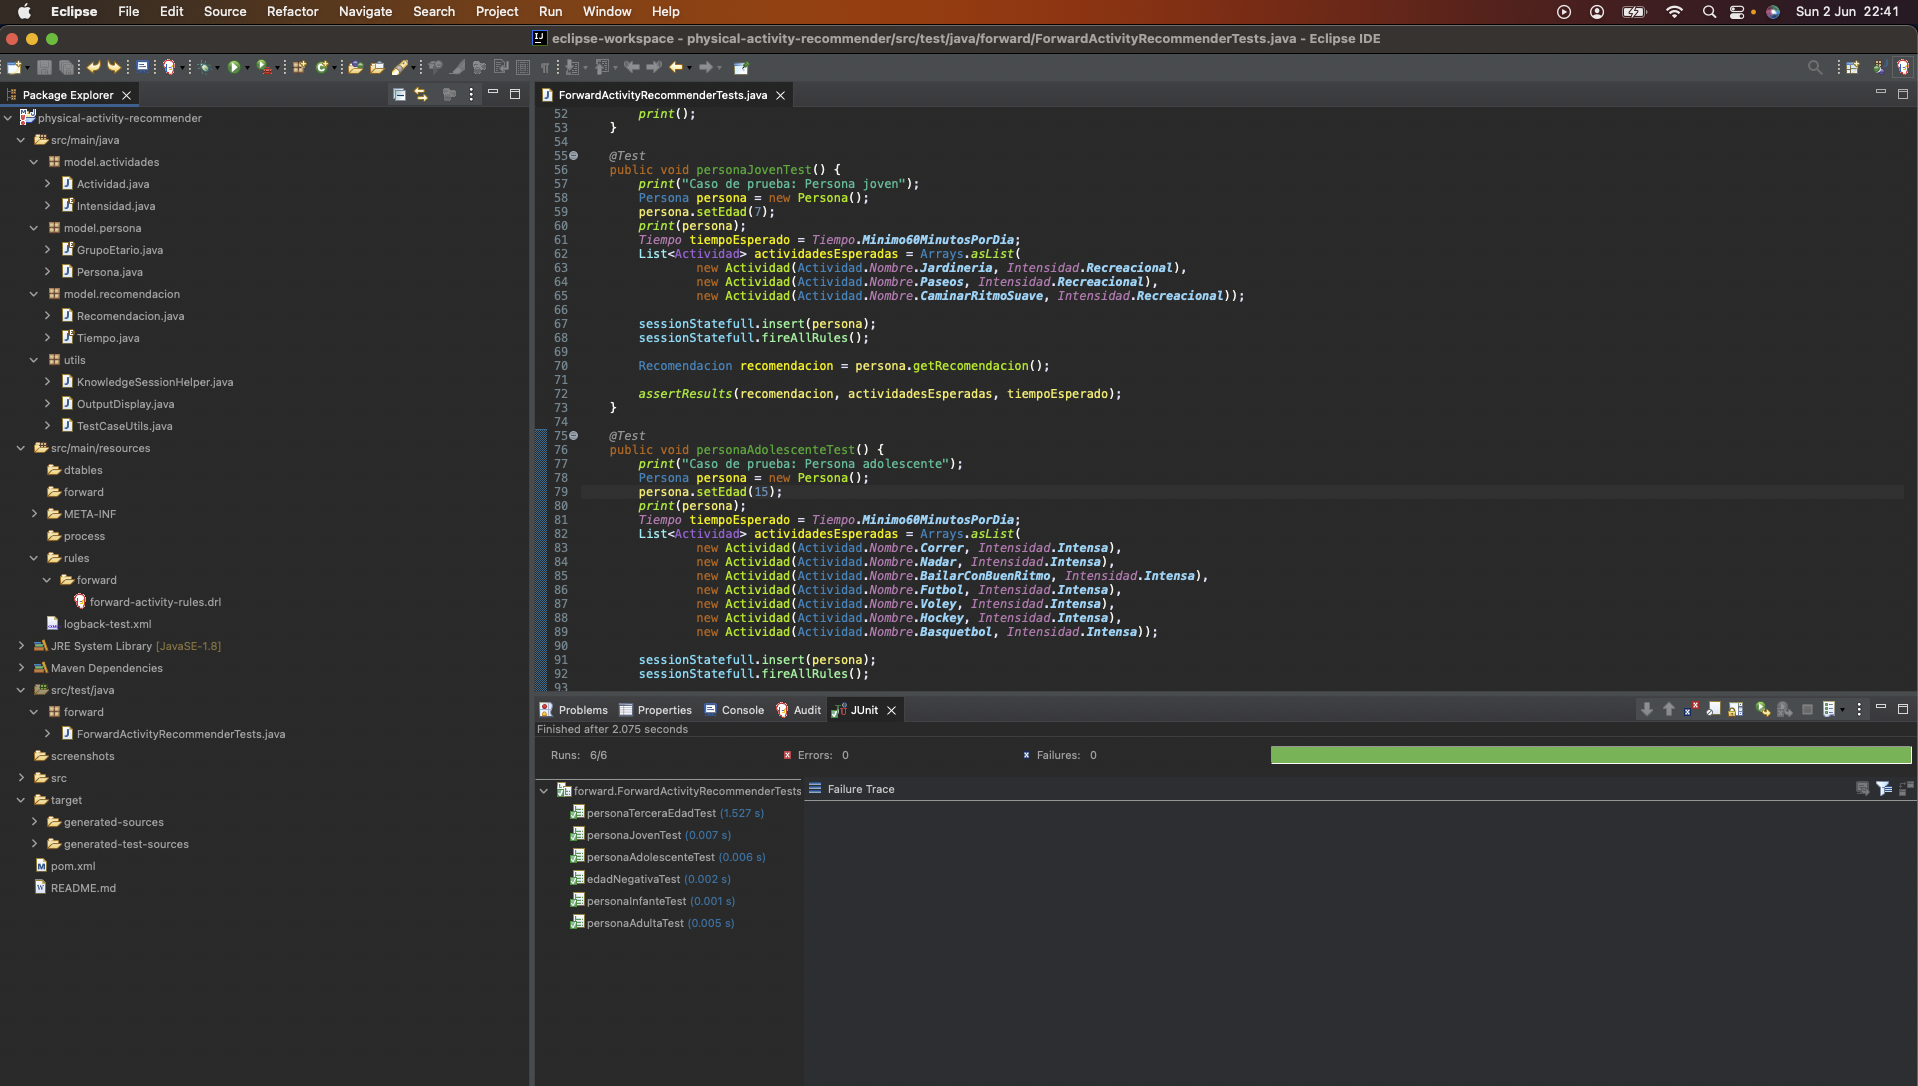 Eclipse File Edit Source Refactor Navigate Search Project Run Window Help Sun 2 Jun 22:41
eclipse-workspace - physical-activity-recommender/src/test/java/forward/ForwardActivityRecommenderTests.java - Eclipse IDE
Package Explorer
physical-activity-recommender
src/main/java
model.actividades
Actividad.java
Intensidad.java
model.persona
GrupoEtario.java
Persona.java
model.recomendacion
Recomendacion.java
Tiempo.java
utils
KnowledgeSessionHelper.java
OutputDisplay.java
TestCaseUtils.java
src/main/resources
dtables
forward
META-INF
process
rules
forward
forward-activity-rules.drl
logback-test.xml
JRE System Library [JavaSE-1.8]
Maven Dependencies
src/test/java
forward
ForwardActivityRecommenderTests.java
screenshots
src
target
generated-sources
generated-test-sources
pom.xml
README.md
ForwardActivityRecommenderTests.java
52 print();
53 }
54
55 @Test
56 public void personaJovenTest() {
57 print("Caso de prueba: Persona joven");
58 Persona persona = new Persona();
59 persona.setEdad(7);
60 print(persona);
61 Tiempo tiempoEsperado = Tiempo.Minimo60MinutosPorDia;
62 List<Actividad> actividadesEsperadas = Arrays.asList(
63 new Actividad(Actividad.Nombre.Jardineria, Intensidad.Recreacional),
64 new Actividad(Actividad.Nombre.Paseos, Intensidad.Recreacional),
65 new Actividad(Actividad.Nombre.CaminarRitmoSuave, Intensidad.Recreacional));
66
67 sessionStatefull.insert(persona);
68 sessionStatefull.fireAllRules();
69
70 Recomendacion recomendacion = persona.getRecomendacion();
71
72 assertResults(recomendacion, actividadesEsperadas, tiempoEsperado);
73 }
74
75 @Test
76 public void personaAdolescenteTest() {
77 print("Caso de prueba: Persona adolescente");
78 Persona persona = new Persona();
79 persona.setEdad(15);
80 print(persona);
81 Tiempo tiempoEsperado = Tiempo.Minimo60MinutosPorDia;
82 List<Actividad> actividadesEsperadas = Arrays.asList(
83 new Actividad(Actividad.Nombre.Correr, Intensidad.Intensa),
84 new Actividad(Actividad.Nombre.Nadar, Intensidad.Intensa),
85 new Actividad(Actividad.Nombre.BailarConBuenRitmo, Intensidad.Intensa),
86 new Actividad(Actividad.Nombre.Futbol, Intensidad.Intensa),
87 new Actividad(Actividad.Nombre.Voley, Intensidad.Intensa),
88 new Actividad(Actividad.Nombre.Hockey, Intensidad.Intensa),
89 new Actividad(Actividad.Nombre.Basquetbol, Intensidad.Intensa));
90
91 sessionStatefull.insert(persona);
92 sessionStatefull.fireAllRules();
93
Problems Properties Console Audit JUnit
Finished after 2.075 seconds
Runs: 6/6 Errors: 0 Failures: 0
forward.ForwardActivityRecommenderTests
personaTerceraEdadTest (1.527 s)
personaJovenTest (0.007 s)
personaAdolescenteTest (0.006 s)
edadNegativaTest (0.002 s)
personaInfanteTest (0.001 s)
personaAdultaTest (0.005 s)
Failure Trace